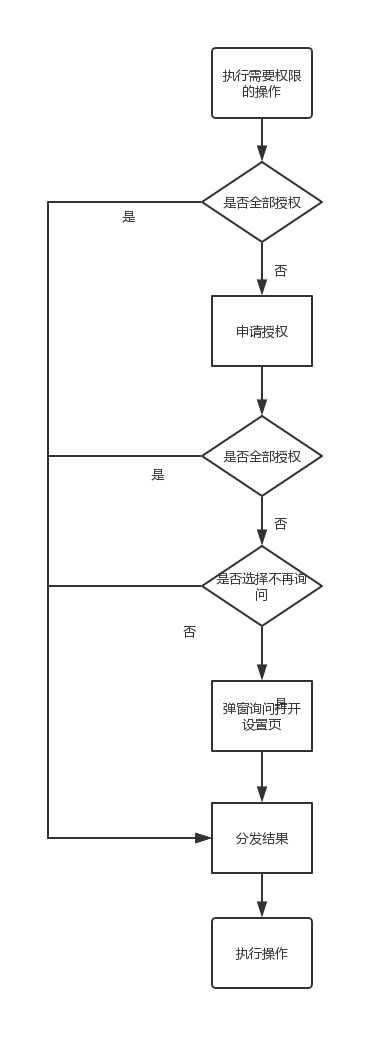 执行需要权限
的操作
是否全部授权
是
否
申请授权
是否全部授权
是
否
是否选择不再询
问
否
是
弹窗询问打开
设置页
分发结果
执行操作